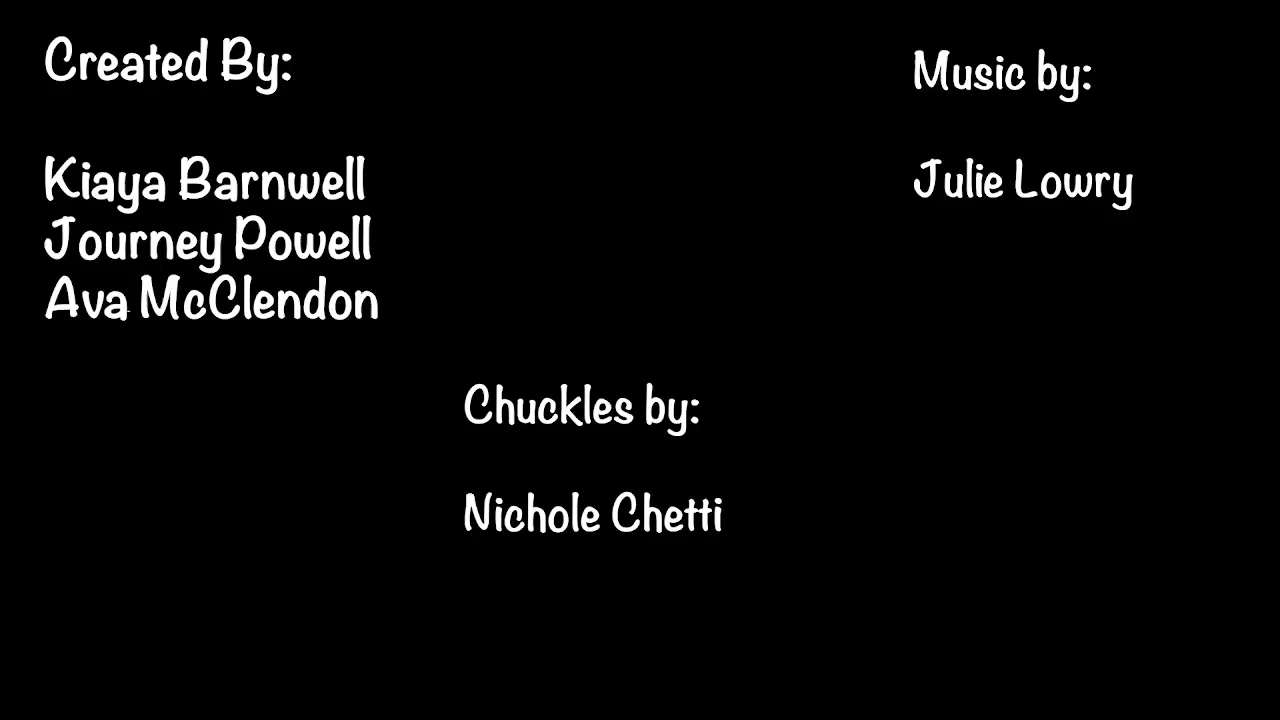 Created By:
Kiaya Barnwell
Journey Powell
Ava McClendon
Music by:
Julie Lowry
Chuckles by:
Nichole Chetti